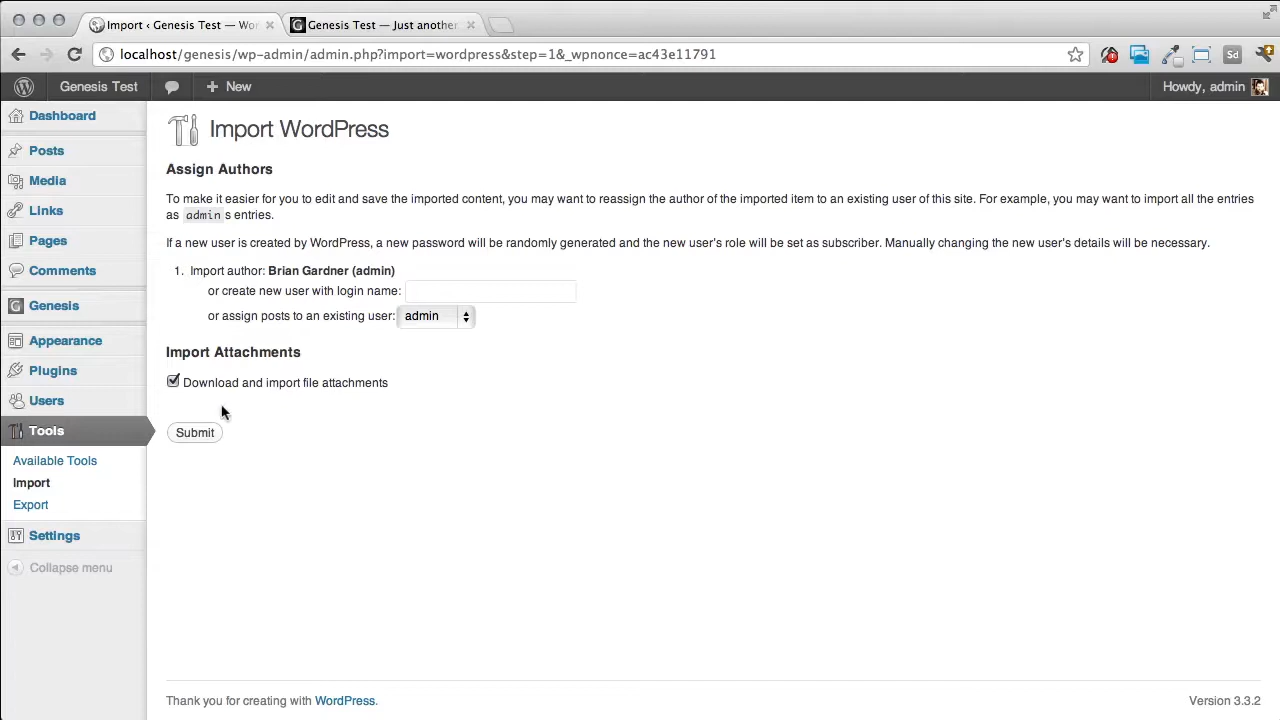 Import ‹ Genesis Test — Wor
Genesis Test — Just another
localhost/genesis/wp-admin/admin.php?import=wordpress&step=1&_wpnonce=ac43e11791
Sd
Genesis Test
+ New
Howdy, admin
Dashboard
Posts
Media
Links
Pages
Comments
G Genesis
Appearance
Plugins
Users
Tools
Available Tools
Import
Export
Settings
Collapse menu
Import WordPress
Assign Authors
To make it easier for you to edit and save the imported content, you may want to reassign the author of the imported item to an existing user of this site. For example, you may want to import all the entries
as admin s entries.
If a new user is created by WordPress, a new password will be randomly generated and the new user's role will be set as subscriber. Manually changing the new user's details will be necessary.
1. Import author: Brian Gardner (admin)
or create new user with login name:
or assign posts to an existing user: admin
Import Attachments
Download and import file attachments
Submit
Thank you for creating with WordPress.
Version 3.3.2